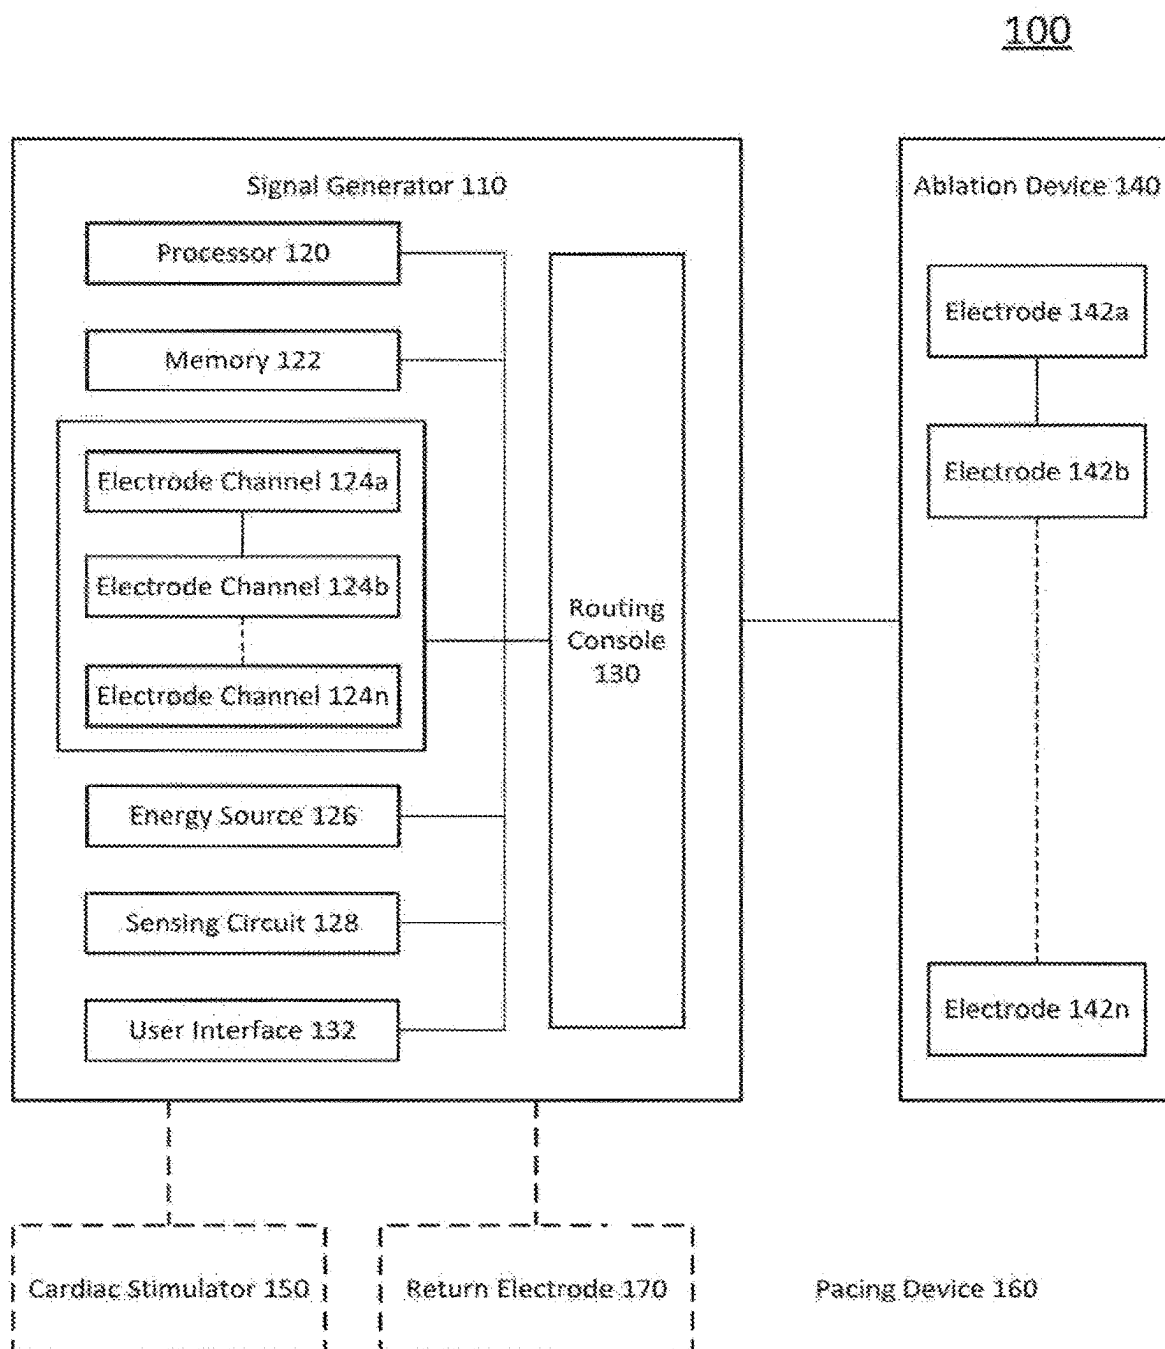 100
Signal Generator 110
Processor 120
Memory 122
Electrode Channel 124a
Electrode Channel 124b
Electrode Channel 124n
Energy Source 126
Sensing Circuit 128
User Interface 132
Routing
Console
130
Ablation Device 140
Electrode 142a
Electrode 142b
Electrode 142n
Cardiac Stimulator 150
Return Electrode 170
Pacing Device 160